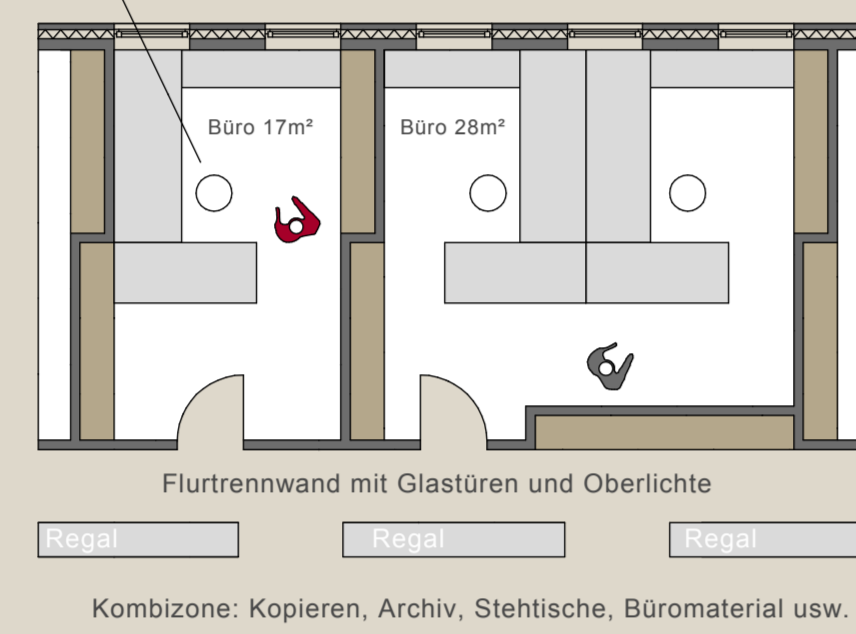 Büro 17m²
Büro 28m²
Flurtrennwand mit Glastüren und Oberlichte
Regal
Regal
Regal
Kombizone: Kopieren, Archiv, Stehtische, Büromaterial usw.